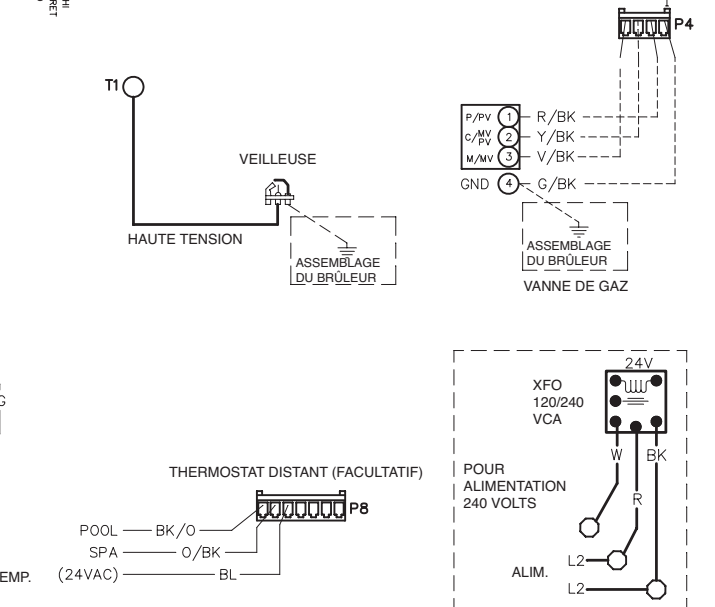 HI
RET
P4
T1
P/PV 1 R/BK
C/MV PV 2 Y/BK
M/MV 3 V/BK
GND 4 G/BK
VEILLEUSE
HAUTE TENSION
ASSEMBLAGE
DU BRÛLEUR
ASSEMBLAGE
DU BRÛLEUR
VANNE DE GAZ
G
24V
XFO
120/240
VCA
W
BK
R
POUR
ALIMENTATION
240 VOLTS
L2
ALIM.
L2
THERMOSTAT DISTANT (FACULTATIF)
P8
POOL BK/O
SPA O/BK
EMP.
(24VAC) BL